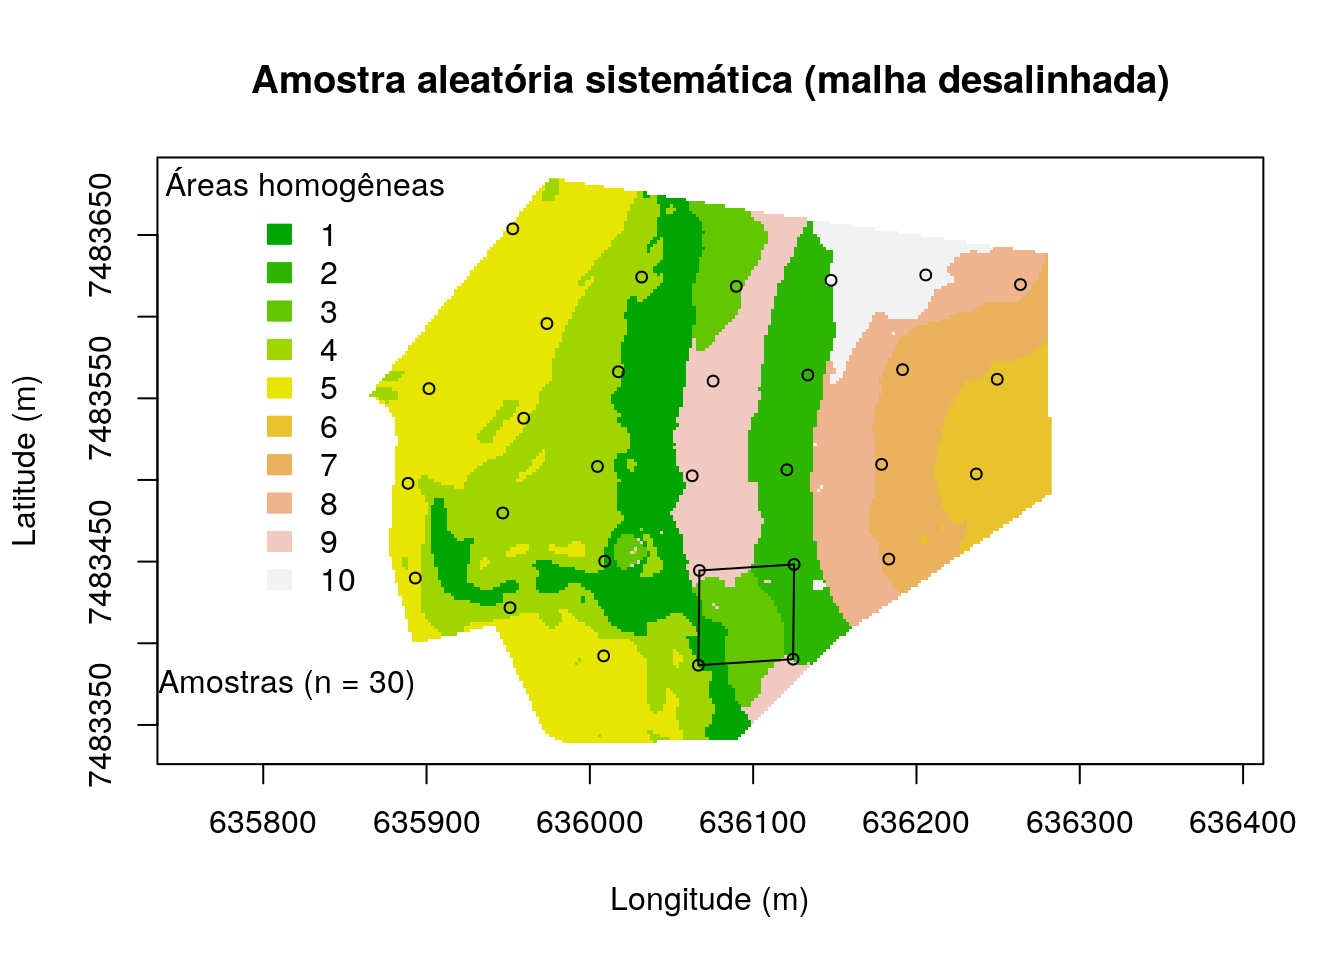 Amostra aleatória sistemática (malha desalinhada)
Áreas homogêneas
1
2
3
4
5
6
7
8
9
10
Amostras (n = 30)
Latitude (m)
7483650
7483550
7483450
7483350
635800 635900 636000 636100 636200 636300 636400
Longitude (m)